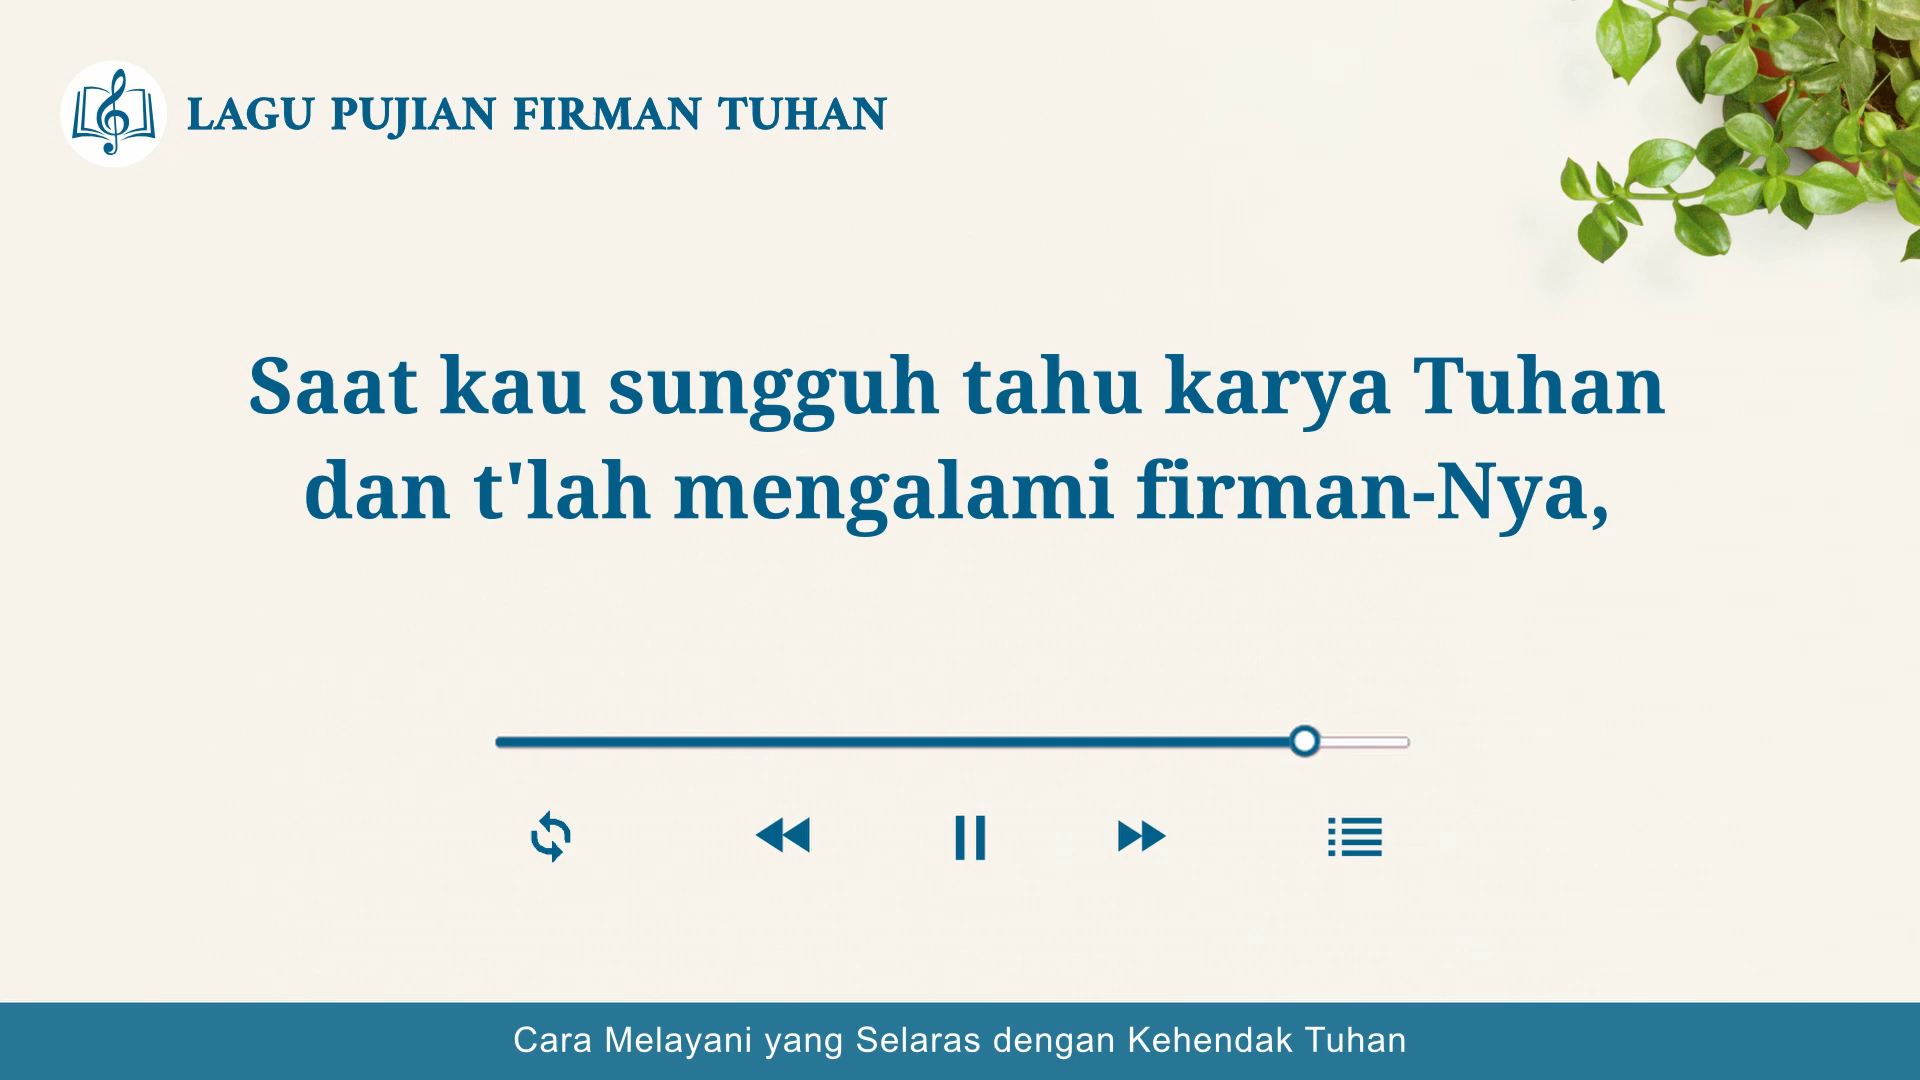 LAGU PUJIAN FIRMAN TUHAN
Saat kau sungguh tahu karya Tuhan
dan t'lah mengalami firman-Nya,
Cara Melayani yang Selaras dengan Kehendak Tuhan